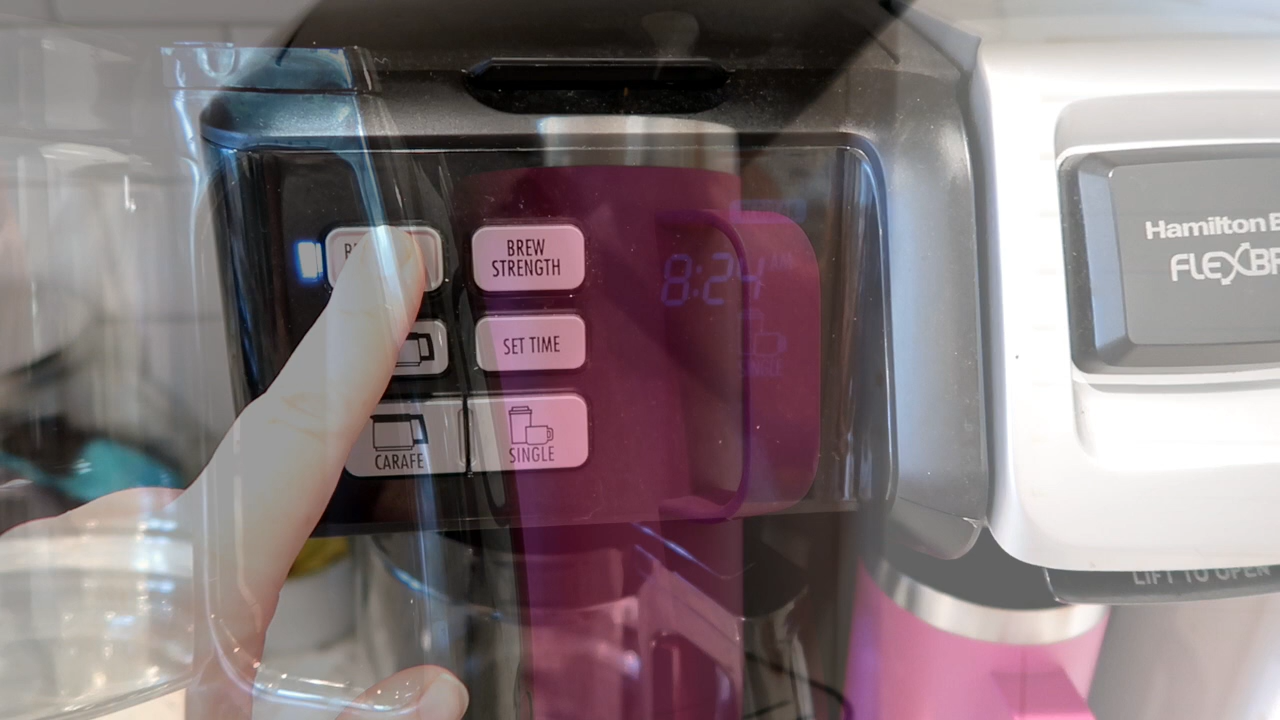 BREW
STRENGTH
SET TIME
CARAFE
SINGLE
8:24 AM
SINGLE
Hamilton
FLEXBR
LIFT TO OPEN